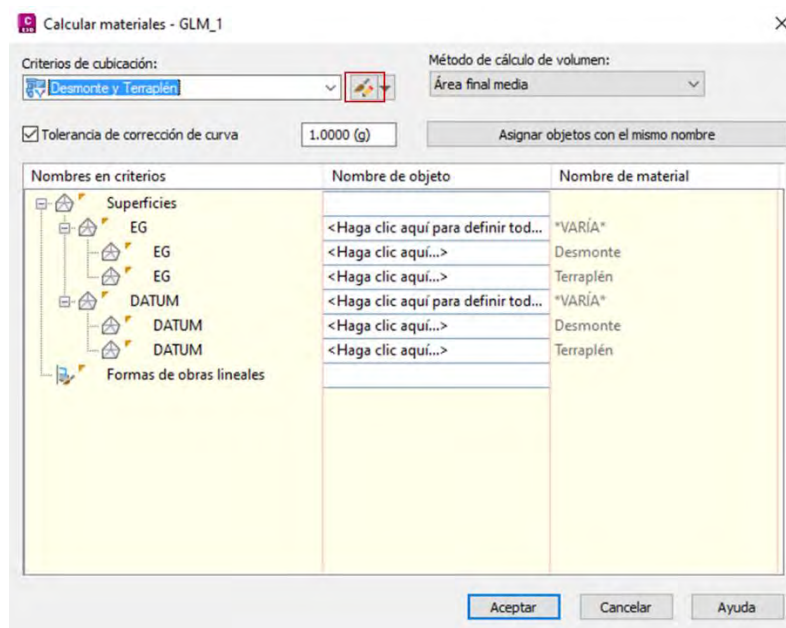 Calcular materiales - GLM_1
Criterios de cubicación:
Método de cálculo de volumen:
Desmonte y Terraplén
Área final media
Tolerancia de corrección de curva
1.0000 (g)
Asignar objetos con el mismo nombre
Nombres en criterios
Nombre de objeto
Nombre de material
Superficies
EG
<Haga clic aquí para definir tod...
*VARÍA*
EG
<Haga clic aquí...>
Desmonte
EG
<Haga clic aquí...>
Terraplén
DATUM
<Haga clic aquí para definir tod...
*VARÍA*
DATUM
<Haga clic aquí...>
Desmonte
DATUM
<Haga clic aquí...>
Terraplén
Formas de obras lineales
Aceptar
Cancelar
Ayuda